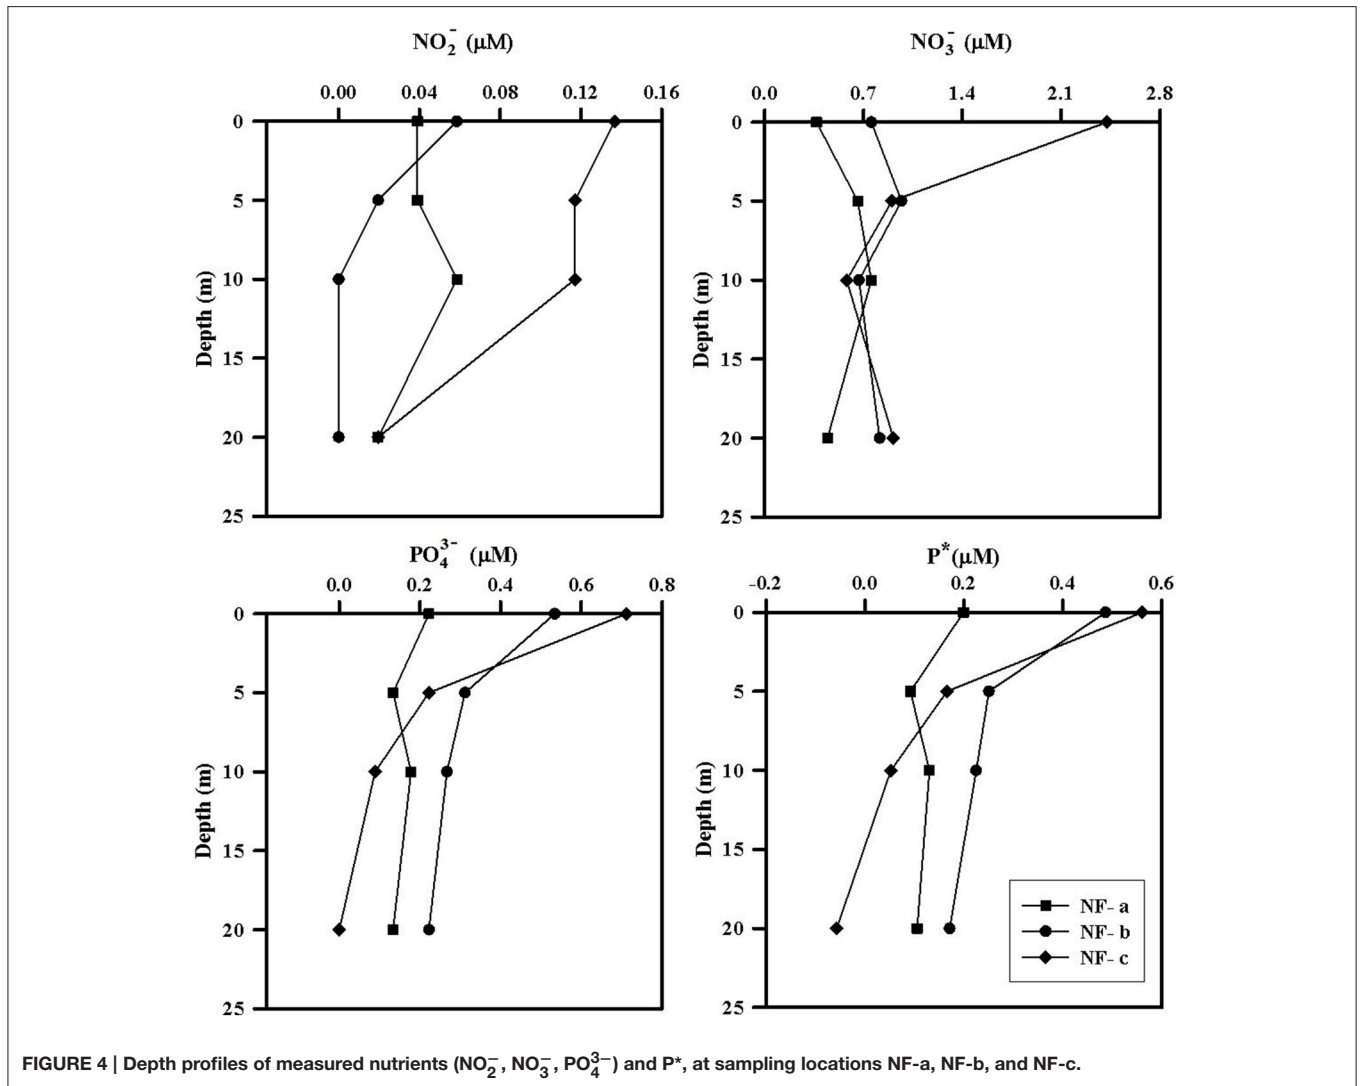 NO₂⁻ (µM)
0.00 0.04 0.08 0.12 0.16
0
5
10
15
20
25
Depth (m)
NO₃⁻ (µM)
0.0 0.7 1.4 2.1 2.8
0
5
10
15
20
25
Depth (m)
PO₄³⁻ (µM)
0.0 0.2 0.4 0.6 0.8
0
5
10
15
20
25
Depth (m)
P*(µM)
-0.2 0.0 0.2 0.4 0.6
0
5
10
15
20
25
Depth (m)
NF- a
NF- b
NF- c
FIGURE 4 | Depth profiles of measured nutrients (NO₂⁻, NO₃⁻, PO₄³⁻) and P*, at sampling locations NF-a, NF-b, and NF-c.